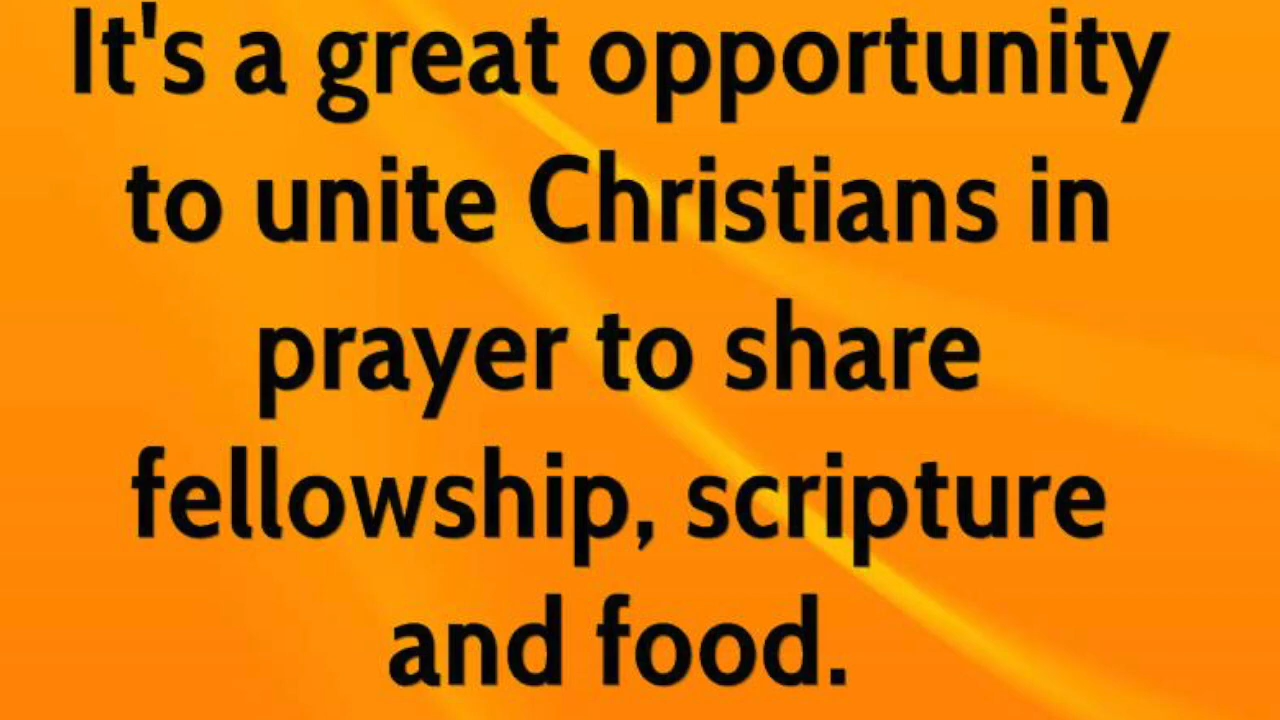 It's a great opportunity
to unite Christians in
prayer to share
fellowship, scripture
and food.